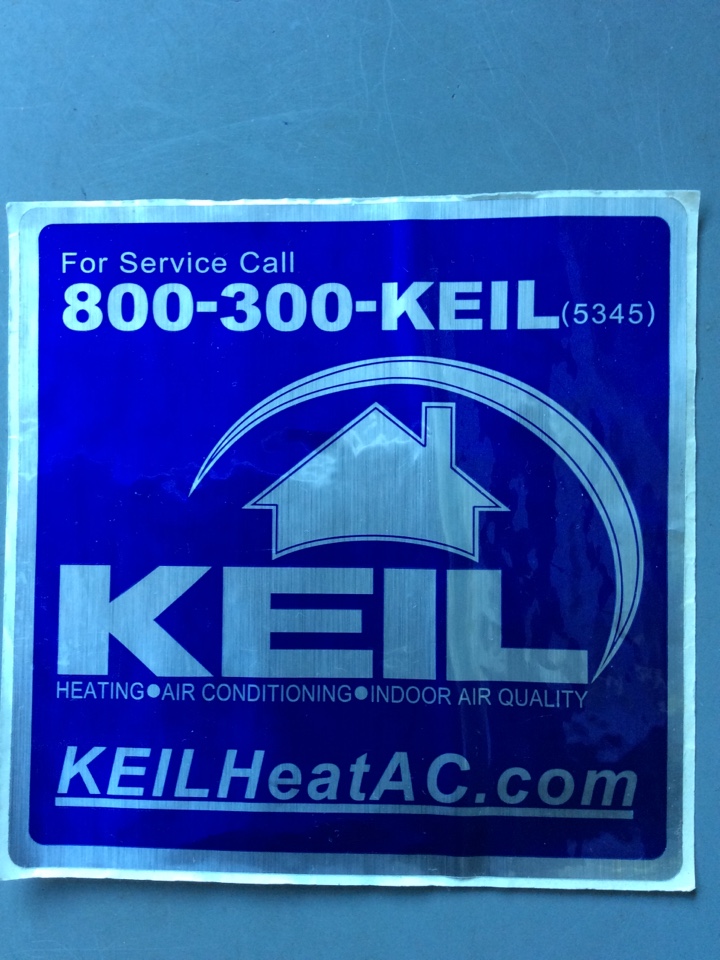 For Service Call
800-300-KEIL(5345)
KEIL
HEATING●AIR CONDITIONING●INDOOR AIR QUALITY
KEILHeatAC.com